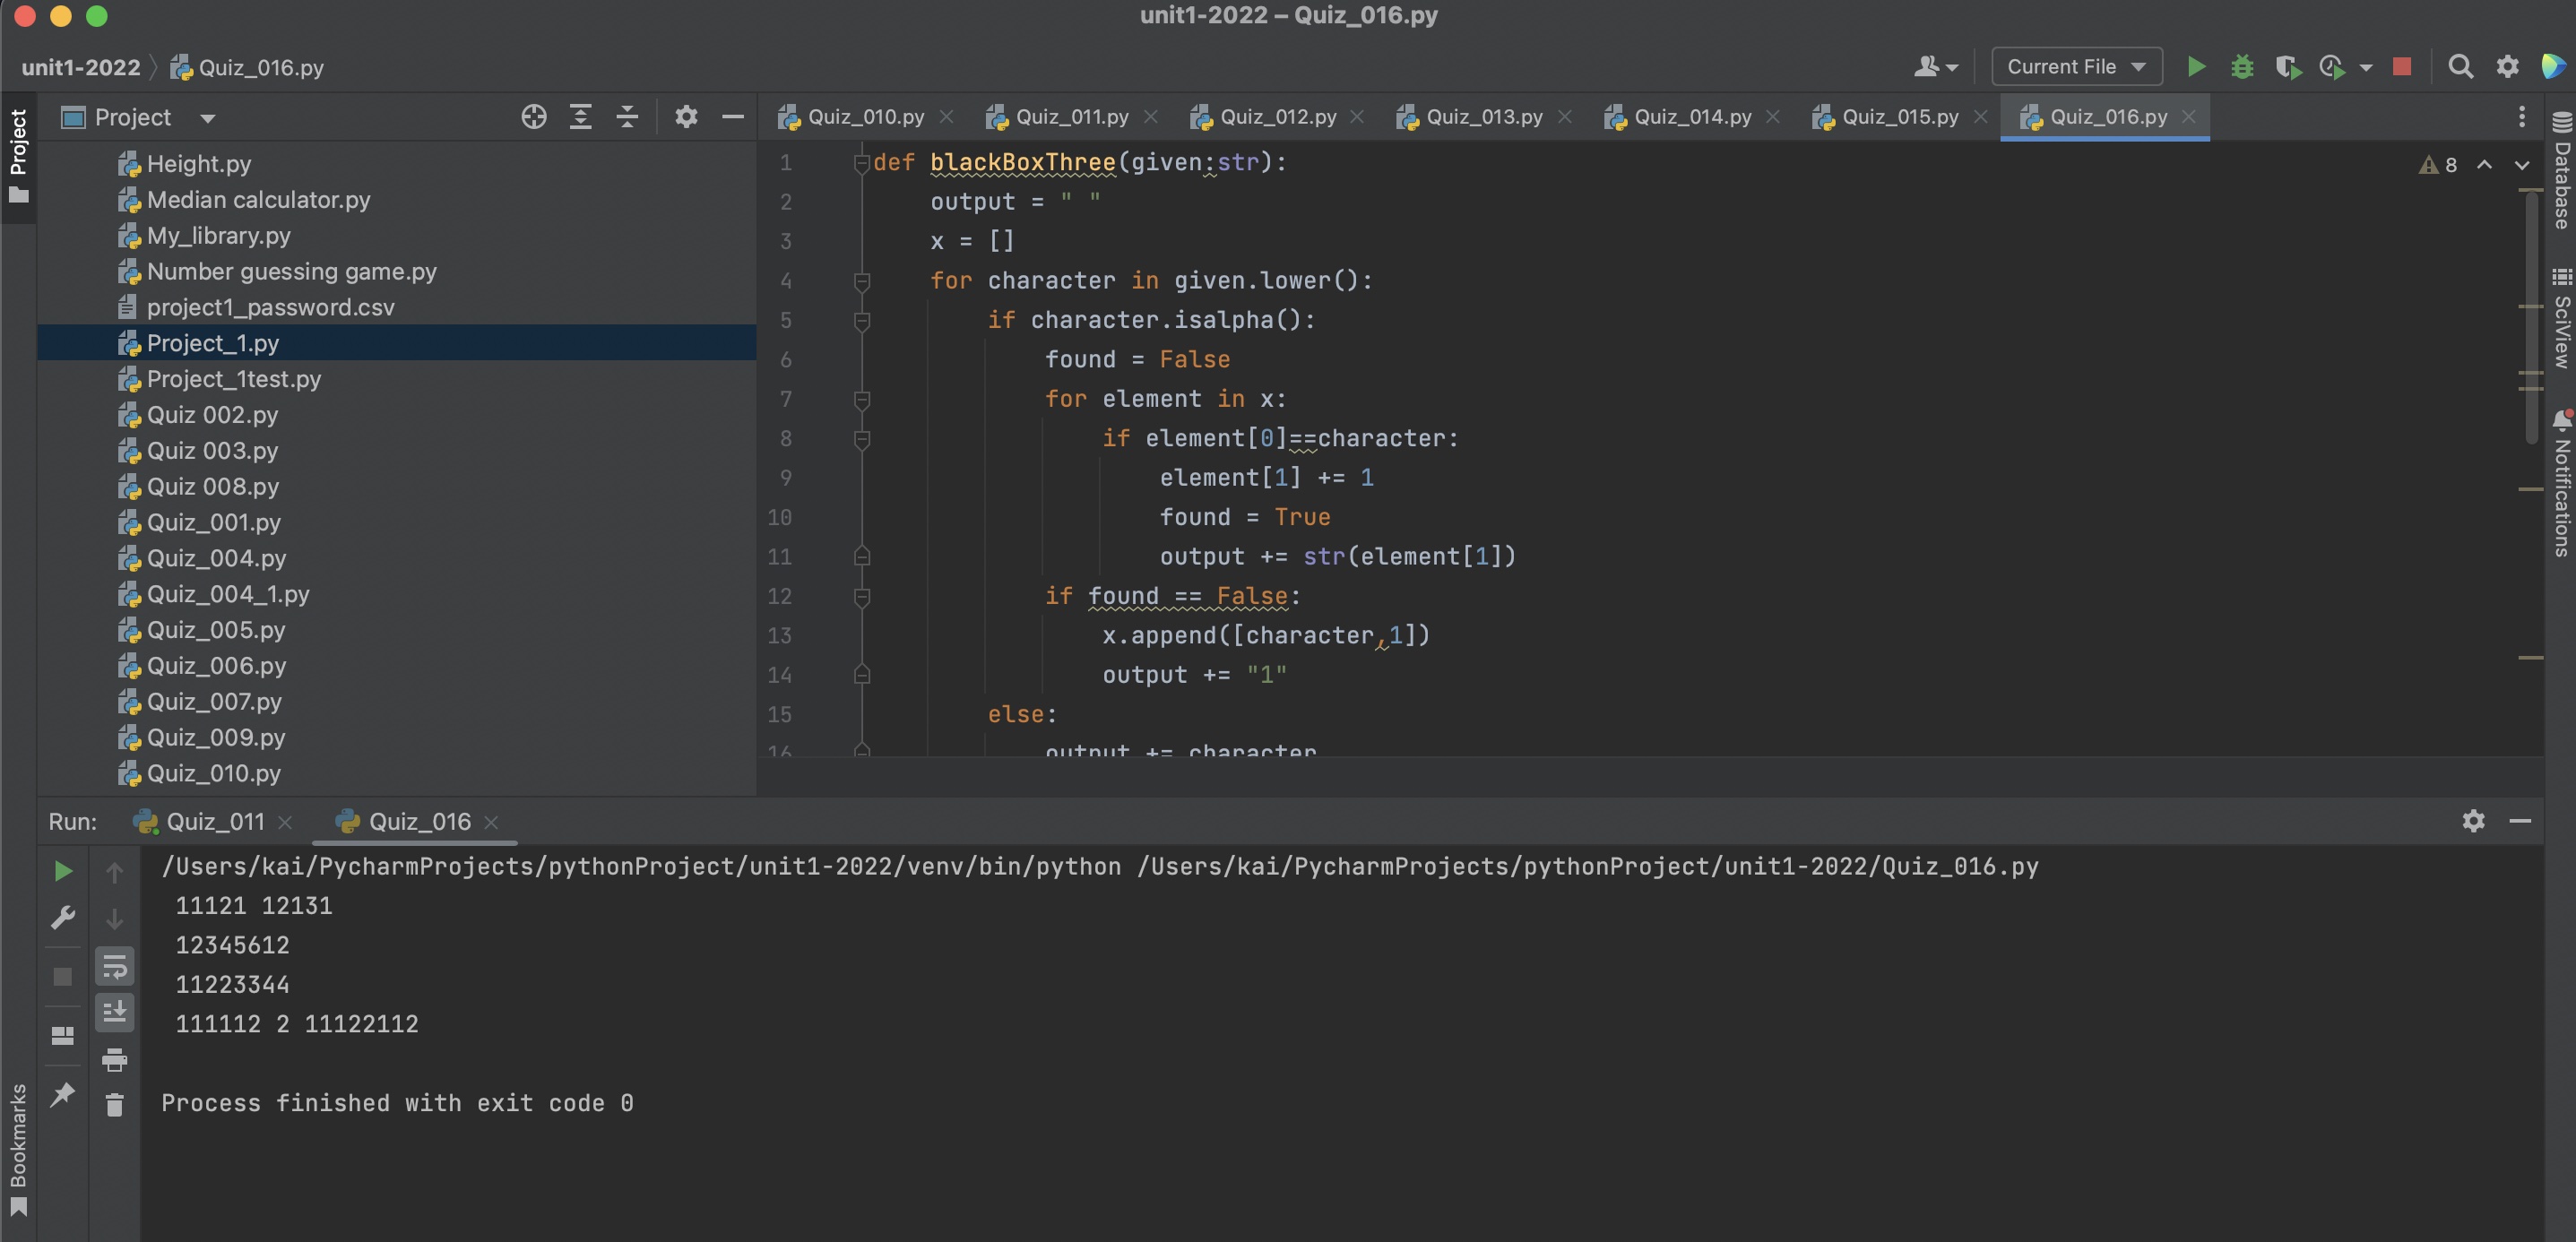 unit1-2022 – Quiz_016.py
unit1-2022 Quiz_016.py
Current File
Project
Project
Quiz_010.py Quiz_011.py Quiz_012.py Quiz_013.py Quiz_014.py Quiz_015.py Quiz_016.py
Height.py
Median calculator.py
My_library.py
Number guessing game.py
project1_password.csv
Project_1.py
Project_1test.py
Quiz 002.py
Quiz 003.py
Quiz 008.py
Quiz_001.py
Quiz_004.py
Quiz_004_1.py
Quiz_005.py
Quiz_006.py
Quiz_007.py
Quiz_009.py
Quiz_010.py
1 def blackBoxThree(given:str):
2 output = " "
3 x = []
4 for character in given.lower():
5 if character.isalpha():
6 found = False
7 for element in x:
8 if element[0]==character:
9 element[1] += 1
10 found = True
11 output += str(element[1])
12 if found == False:
13 x.append([character,1])
14 output += "1"
15 else:
16 output += character
8
Database
SciView
Notifications
Run: Quiz_011 Quiz_016
/Users/kai/PycharmProjects/pythonProject/unit1-2022/venv/bin/python /Users/kai/PycharmProjects/pythonProject/unit1-2022/Quiz_016.py
11121 12131
12345612
11223344
111112 2 11122112
Process finished with exit code 0
Bookmarks